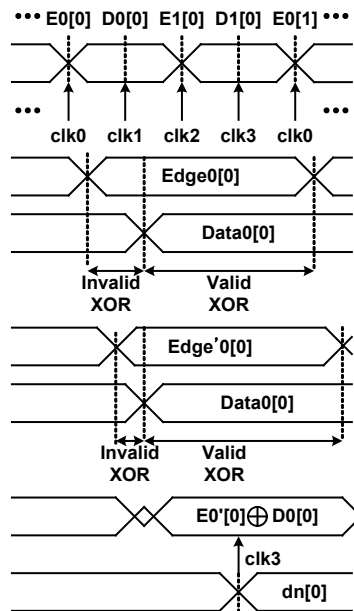 E0[0] D0[0] E1[0] D1[0] E0[1]
••• •••
••• •••
clk0 clk1 clk2 clk3 clk0
Edge0[0]
Data0[0]
Invalid XOR Valid XOR
Edge'0[0]
Data0[0]
Invalid XOR Valid XOR
E0'[0]⊕D0[0]
clk3
dn[0]